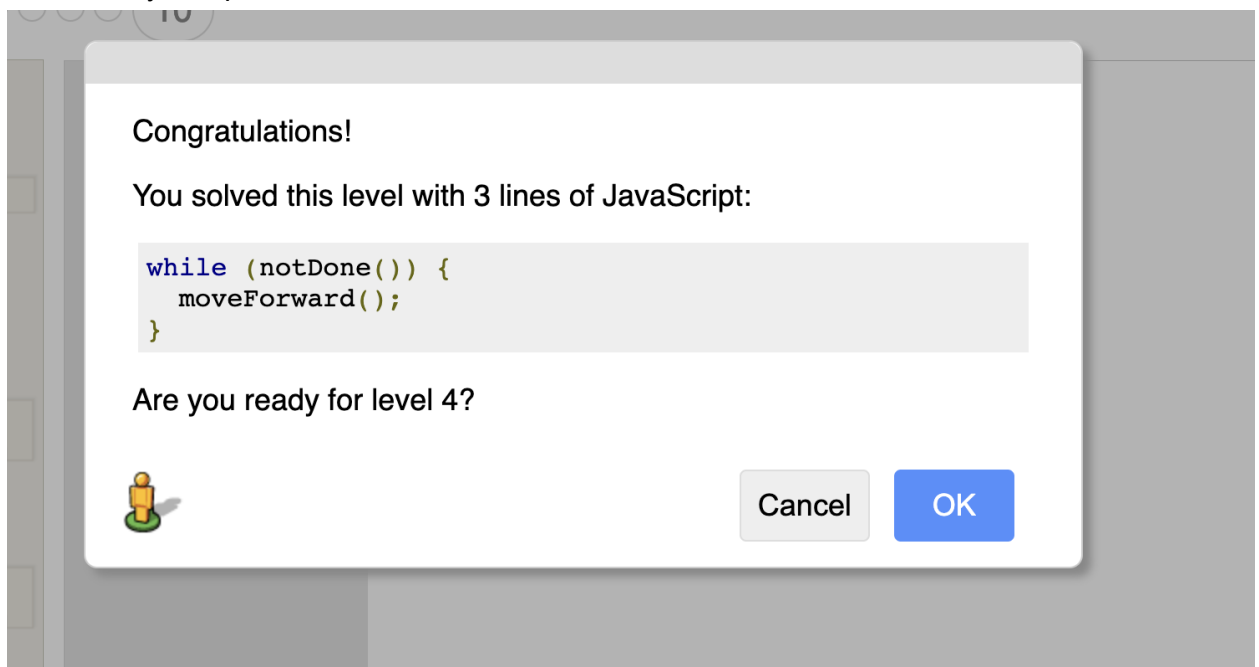 10
Congratulations!
You solved this level with 3 lines of JavaScript:
while (notDone()) {
  moveForward();
}
Are you ready for level 4?
Cancel
OK